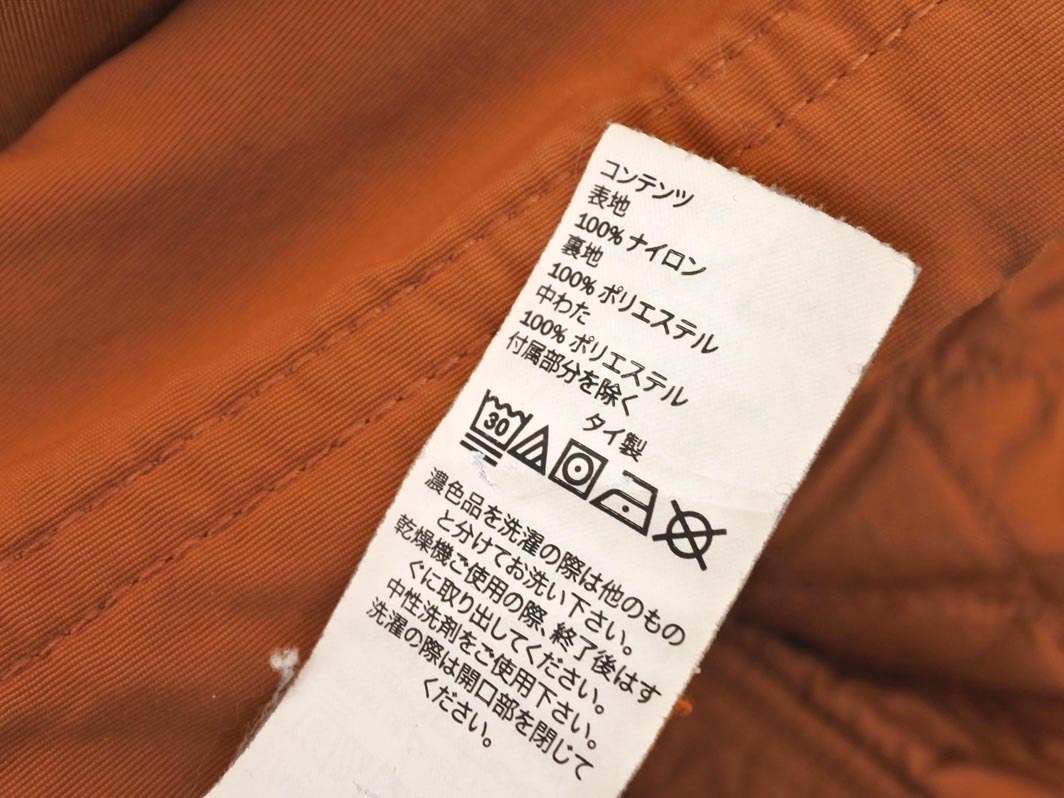 コンテンツ
表地
100% ナイロン
裏地
100% ポリエステル
中わた
100% ポリエステル
付属部分を除く
タイ製
30
濃色品を洗濯の際は他のもの
と分けてお洗い下さい。
乾燥機ご使用の際、終了後はす
ぐに取り出してください。
中性洗剤をご使用下さい。
洗濯の際は開口部を閉じて
ください。